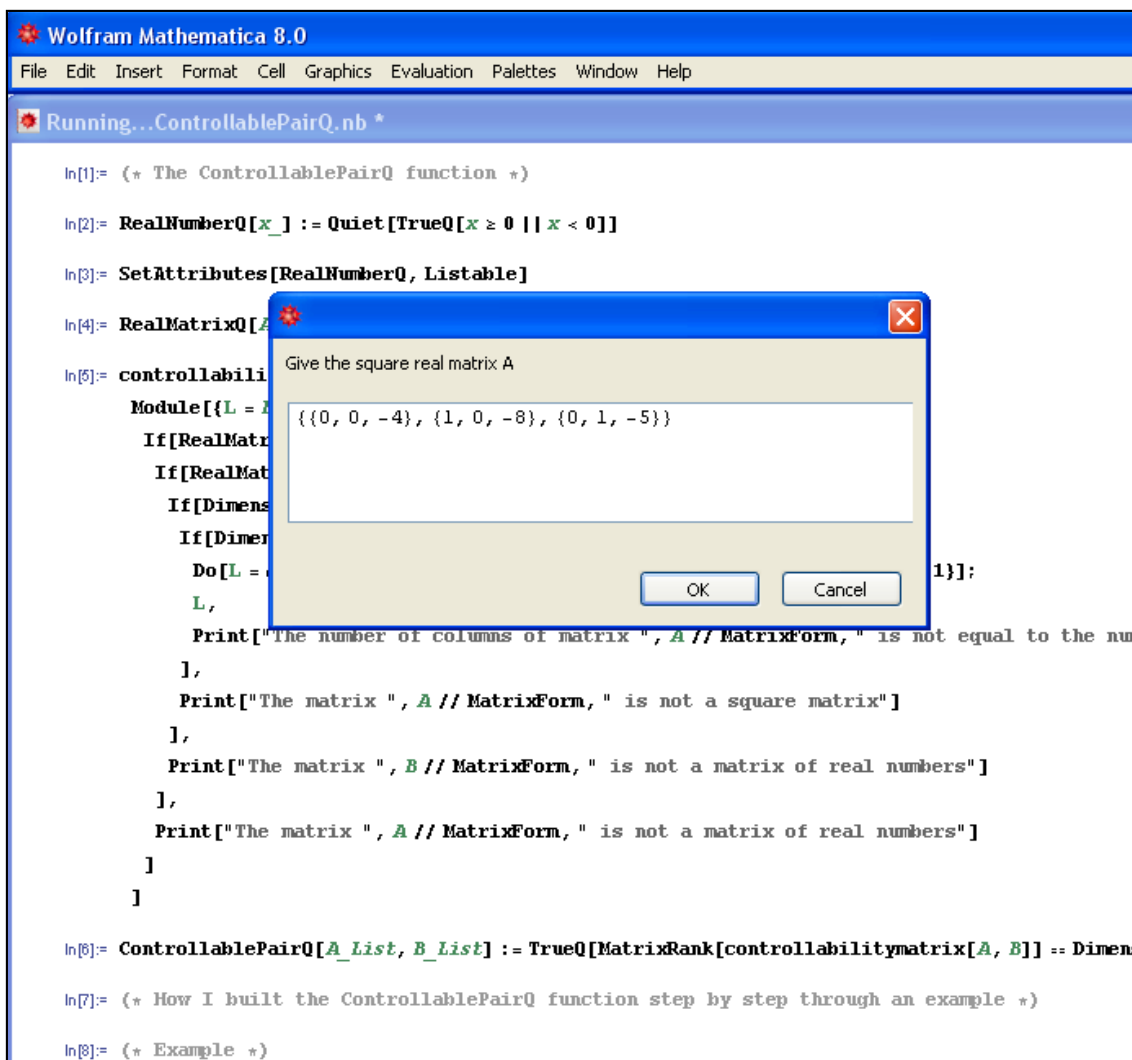 Wolfram Mathematica 8.0
File Edit Insert Format Cell Graphics Evaluation Palettes Window Help
Running...ControllablePairQ.nb *
In[1]:= (* The ControllablePairQ function *)
In[2]:= RealNumberQ[x_] := Quiet[TrueQ[x ≥ 0 || x < 0]]
In[3]:= SetAttributes[RealNumberQ, Listable]
In[4]:= RealMatrixQ[
In[5]:= controllabili
Module[{L =
If[RealMatr
If[RealMat
If[Dimens
If[Dimen
Do[L = 1}];
L,
Give the square real matrix A
{{0, 0, -4}, {1, 0, -8}, {0, 1, -5}}
OK Cancel
Print["The number of columns of matrix ", A // MatrixForm, " is not equal to the nu
],
Print["The matrix ", A // MatrixForm, " is not a square matrix"]
],
Print["The matrix ", B // MatrixForm, " is not a matrix of real numbers"]
],
Print["The matrix ", A // MatrixForm, " is not a matrix of real numbers"]
]
]
In[6]:= ControllablePairQ[A_List, B_List] := TrueQ[MatrixRank[controllabilitymatrix[A, B]] == Dimen
In[7]:= (* How I built the ControllablePairQ function step by step through an example *)
In[8]:= (* Example *)